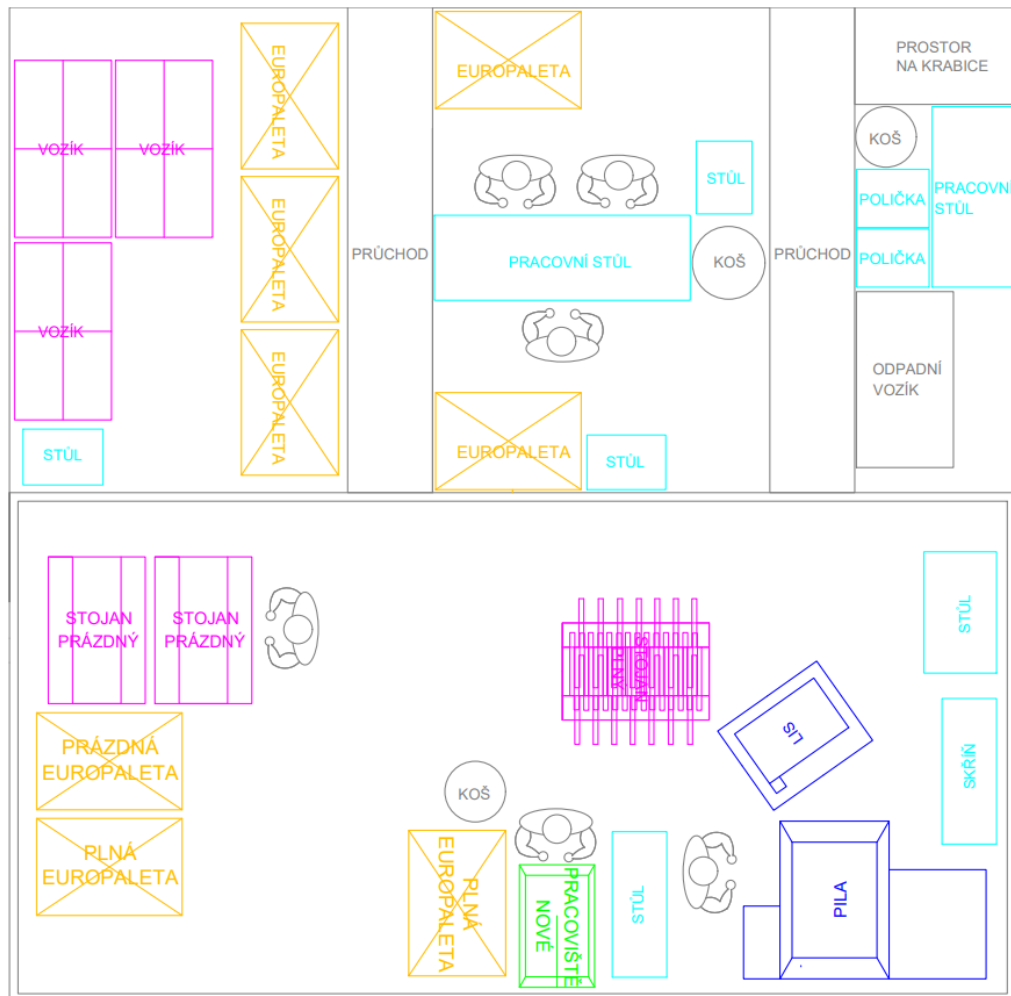 EUROPALETA
EUROPALETA
PROSTOR
NA KRABICE
VOZÍK
VOZÍK
KOŠ
STŮL
POLIČKA
PRACOVNÍ
STŮL
EUROPALETA
PRŮCHOD
PRACOVNÍ STŮL
KOŠ
PRŮCHOD
POLIČKA
VOZÍK
EUROPALETA
ODPADNÍ
VOZÍK
STŮL
EUROPALETA
STŮL
STOJAN
PRÁZDNÝ
STOJAN
PRÁZDNÝ
STOJAN
PLNÝ
STŮL
LIS
PRÁZDNÁ
EUROPALETA
SKŘÍŇ
KOŠ
PLNÁ
EUROPALETA
PLNÁ
EUROPALETA
PRACOVIŠTĚ
NOVÉ
STŮL
PILA